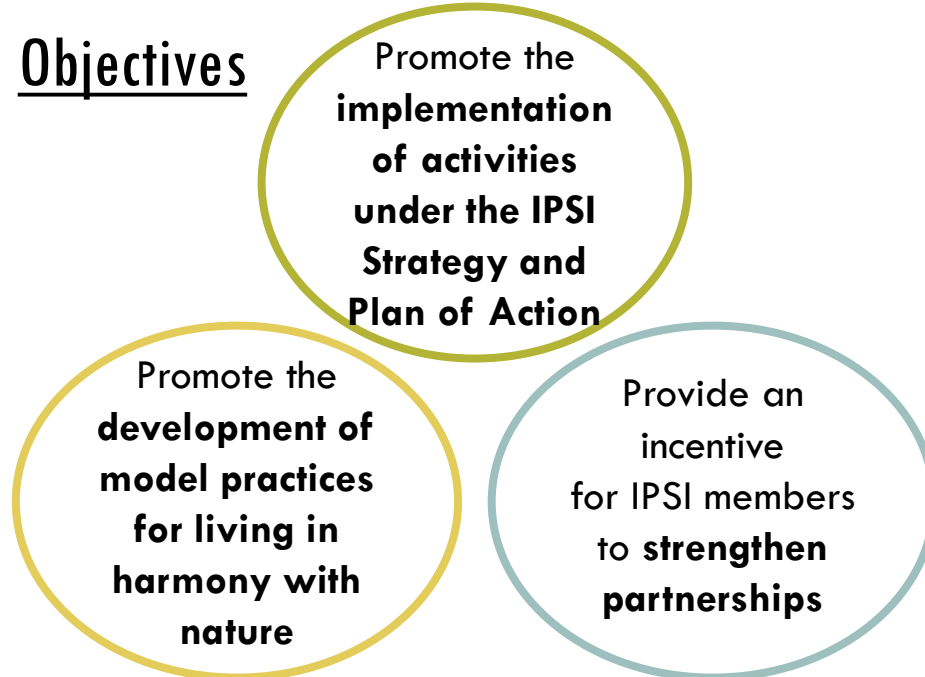 Objectives
Promote the
implementation
of activities
under the IPSI
Strategy and
Plan of Action
Promote the
development of
model practices
for living in
harmony with
nature
Provide an
incentive
for IPSI members
to strengthen
partnerships